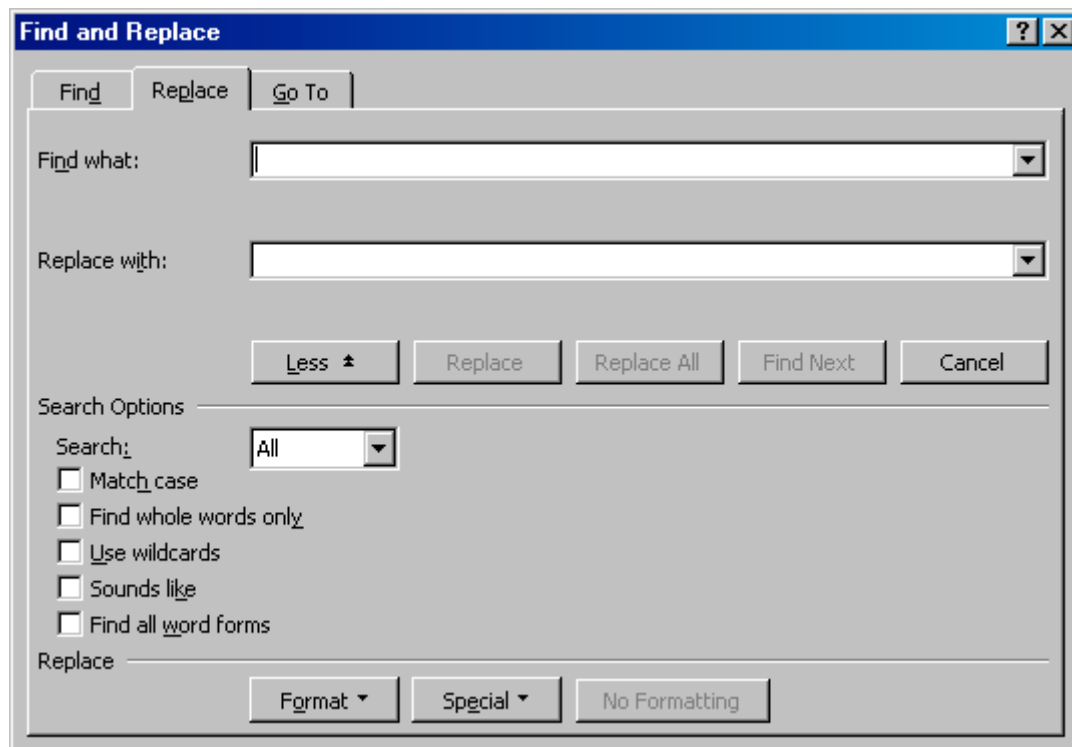 Find and Replace
Find Replace Go To
Find what:
Replace with:
Less Replace Replace All Find Next Cancel
Search Options
Search: All
Match case
Find whole words only
Use wildcards
Sounds like
Find all word forms
Replace
Format Special No Formatting